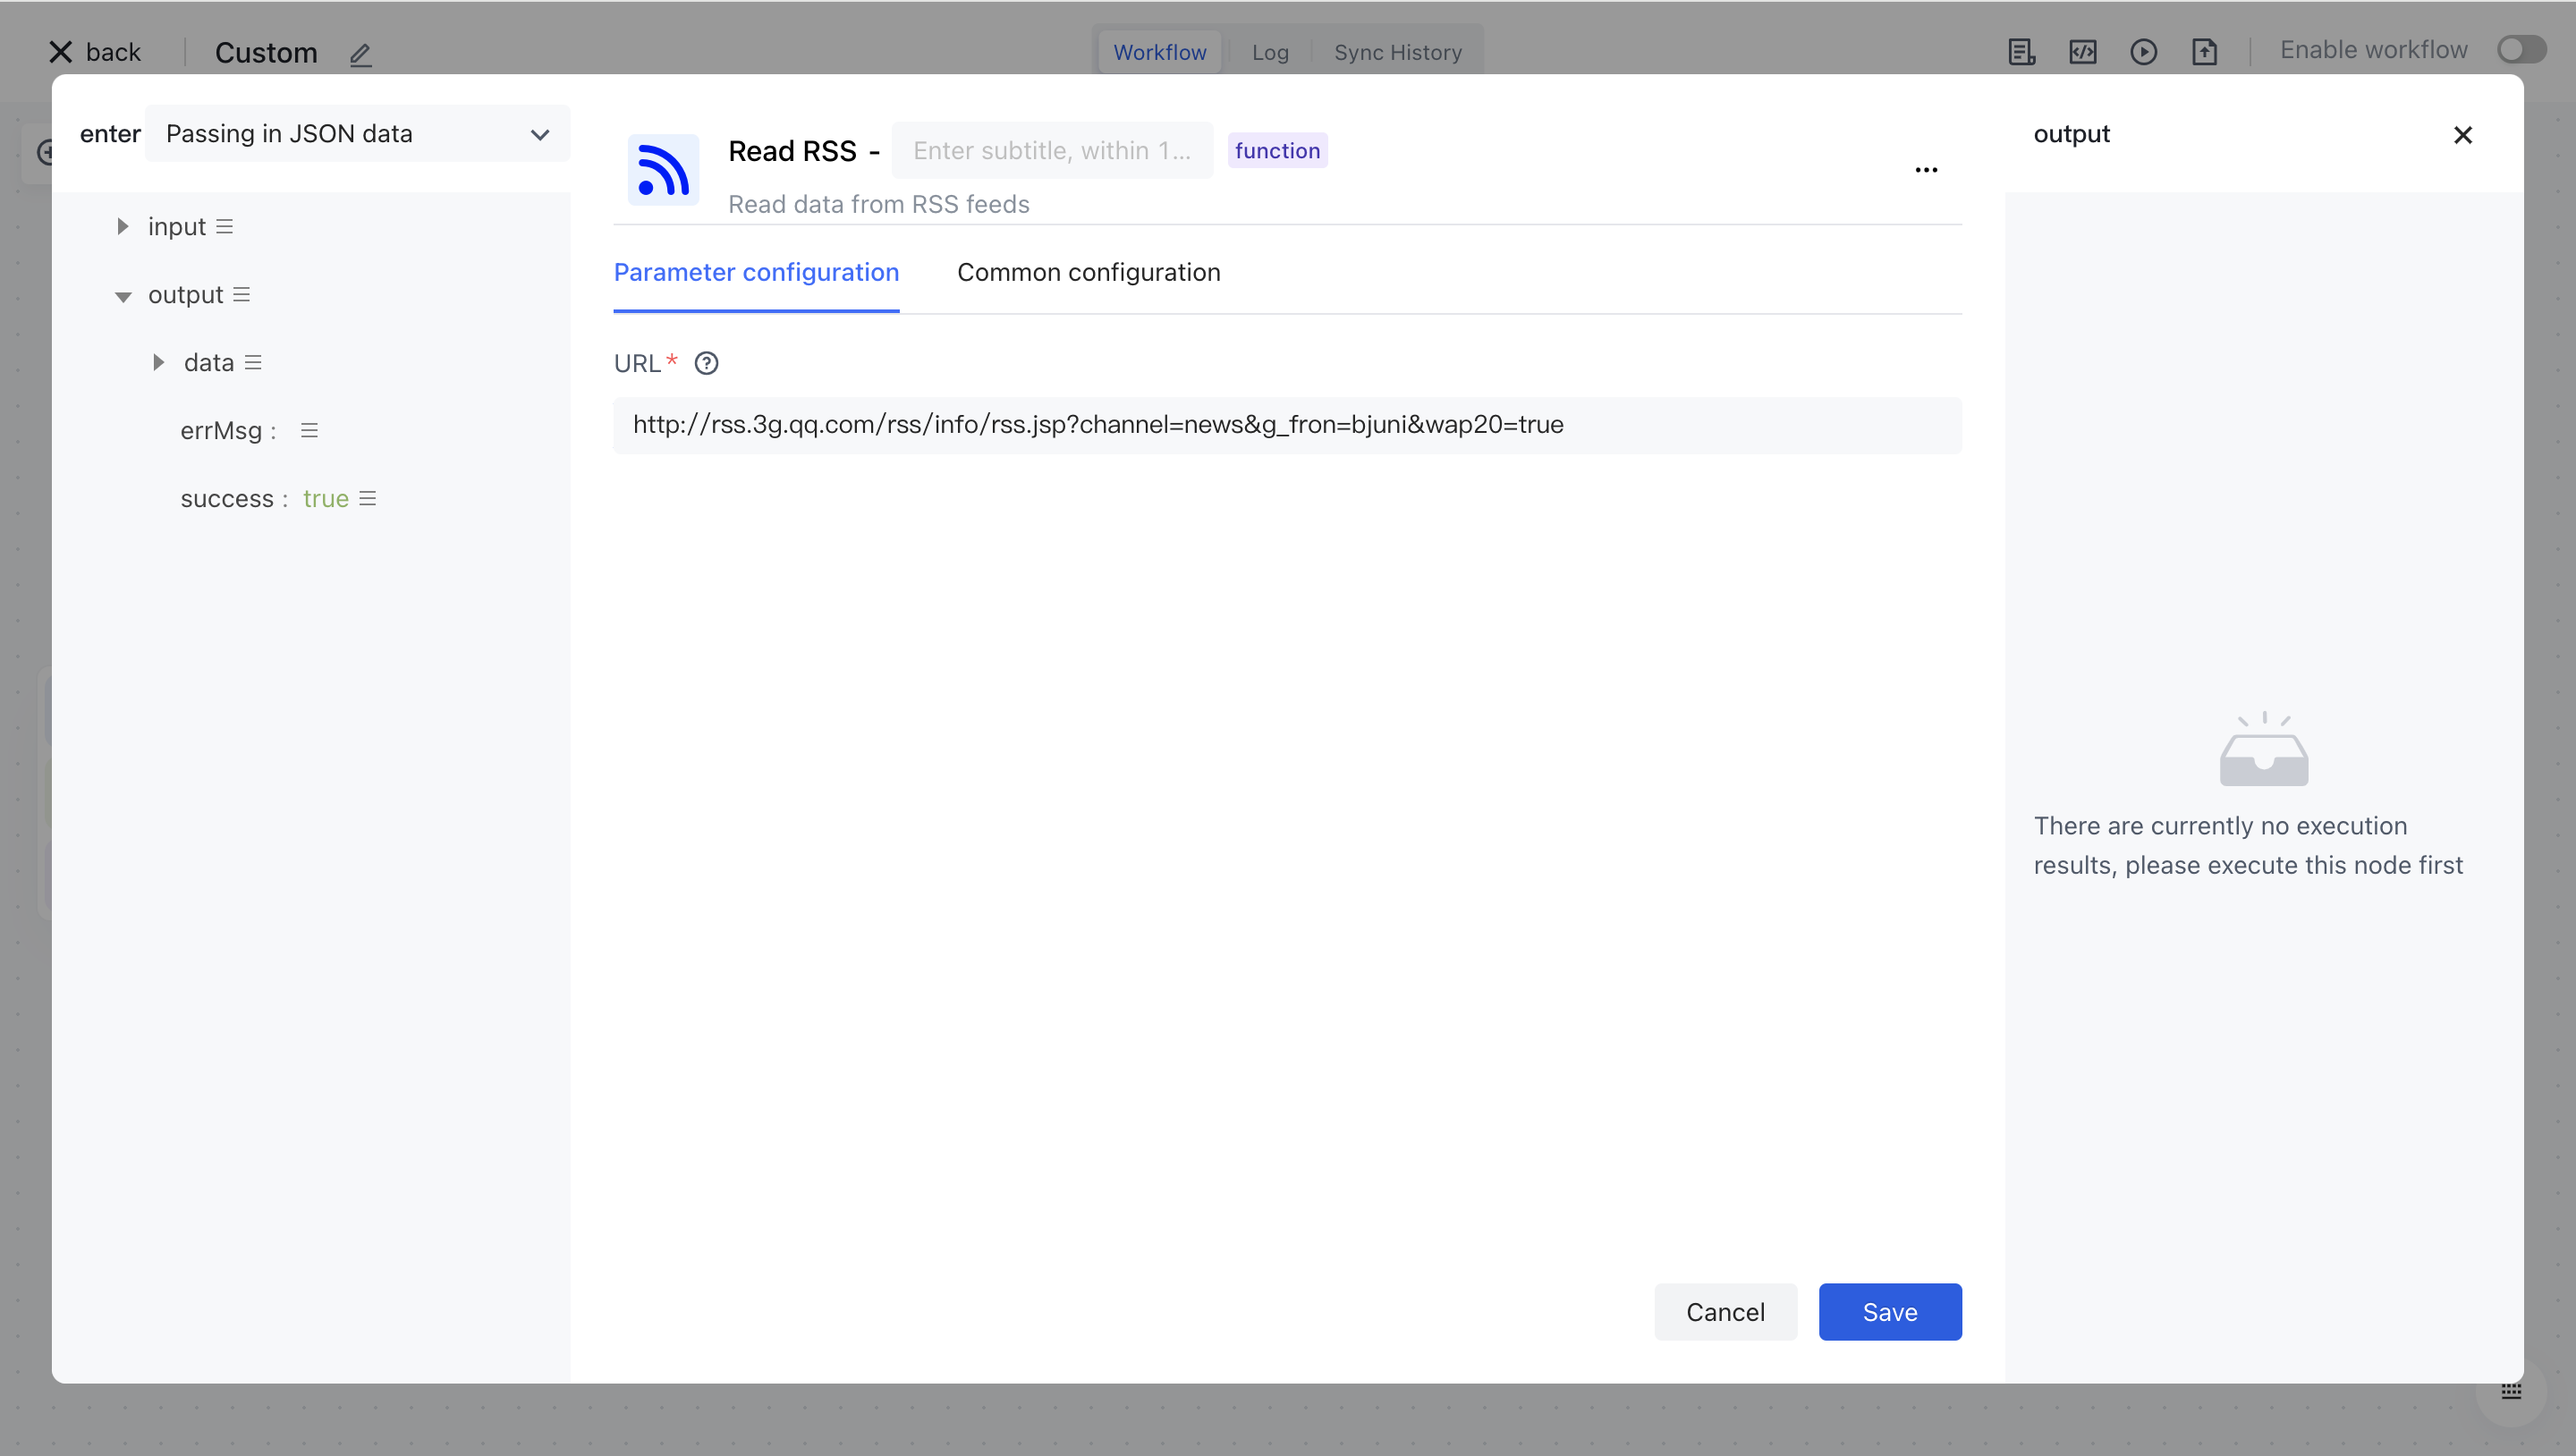 back
Custom
Workflow
Log
Sync History
Enable workflow
enter
Passing in JSON data
input
output
data
errMsg :
success : true
Read RSS -
Enter subtitle, within 1...
function
Read data from RSS feeds
Parameter configuration
Common configuration
URL *
http://rss.3g.qq.com/rss/info/rss.jsp?channel=news&g_fron=bjuni&wap20=true
Cancel
Save
output
There are currently no execution
results, please execute this node first